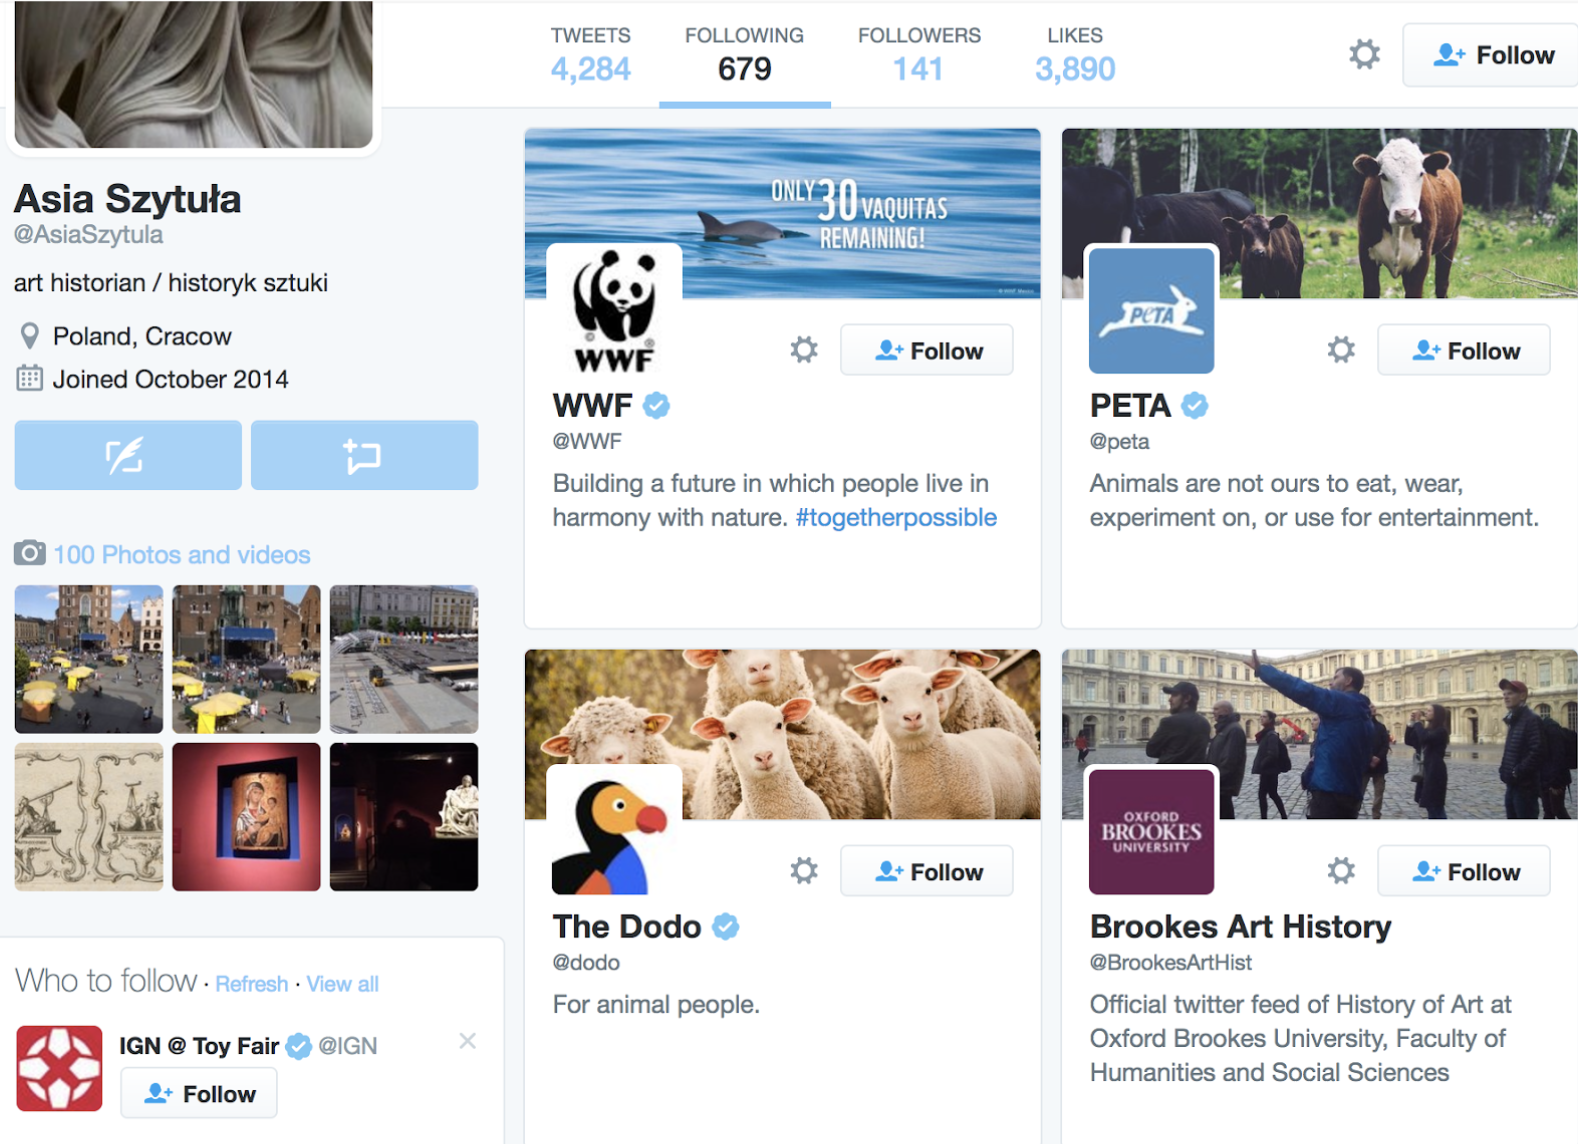 TWEETS
4,284
FOLLOWING
679
FOLLOWERS
141
LIKES
3,890
Follow
Asia Szytuła
@AsiaSzytula
art historian / historyk sztuki
Poland, Cracow
Joined October 2014
100 Photos and videos
Who to follow · Refresh · View all
IGN @ Toy Fair @IGN
Follow
ONLY 30 VAQUITAS
REMAINING!
WWF
Follow
WWF
@WWF
Building a future in which people live in
harmony with nature. #togetherpossible
PETA
Follow
PETA
@peta
Animals are not ours to eat, wear,
experiment on, or use for entertainment.
Follow
The Dodo
@dodo
For animal people.
OXFORD
BROOKES
UNIVERSITY
Follow
Brookes Art History
@BrookesArtHist
Official twitter feed of History of Art at
Oxford Brookes University, Faculty of
Humanities and Social Sciences